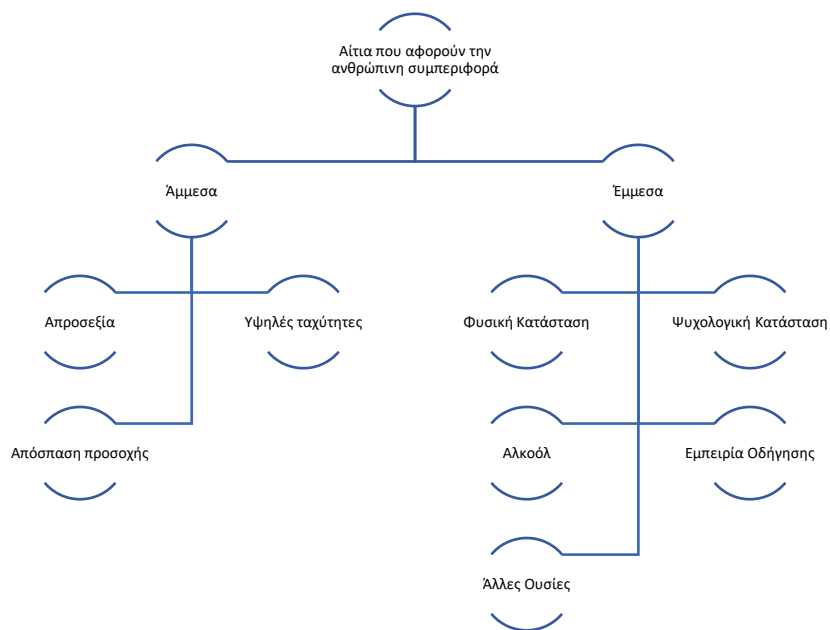 Αίτια που αφορούν την
ανθρώπινη συμπεριφορά
Άμμεσα
Έμμεσα
Απροσεξία
Υψηλές ταχύτητες
Φυσική Κατάσταση
Ψυχολογική Κατάσταση
Απόσπαση προσοχής
Αλκοόλ
Εμπειρία Οδήγησης
Άλλες Ουσίες